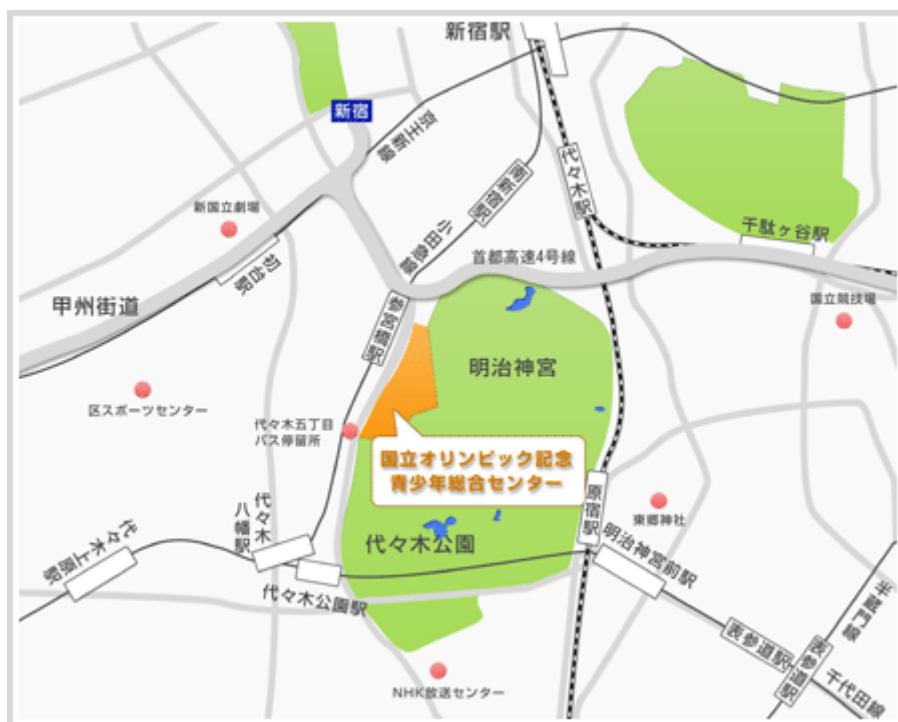 新宿駅
新宿
京王新線
南新宿駅
代々木駅
新国立劇場
小田急線
千駄ヶ谷駅
初台駅
首都高速4号線
甲州街道
参宮橋駅
国立競技場
明治神宮
区スポーツセンター
代々木五丁目
バス停留所
国立オリンピック記念
青少年総合センター
原宿駅
東郷神社
代々木
八幡駅
代々木公園
代々木上原駅
明治神宮前駅
代々木公園駅
半蔵門線
表参道駅
表参道駅
千代田線
NHK放送センター